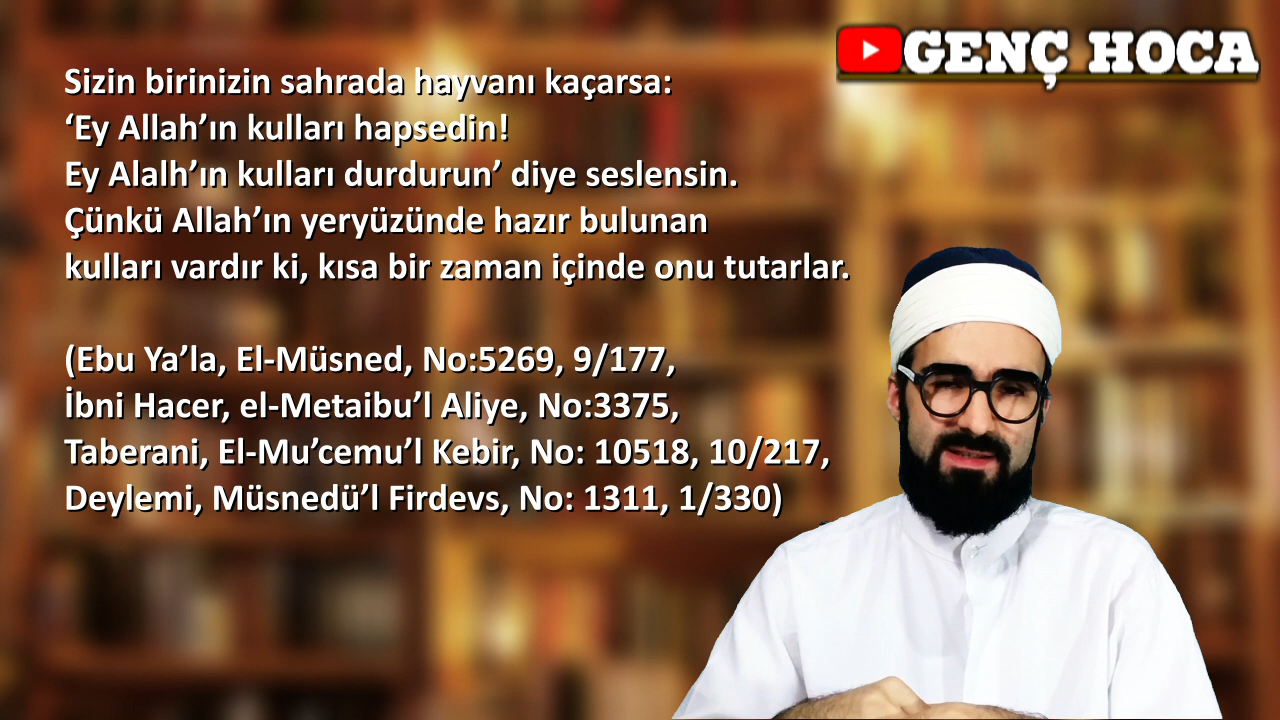 GENÇ HOCA
Sizin birinizin sahrada hayvanı kaçarsa:
‘Ey Allah’ın kulları hapsedin!
Ey Alalh’ın kulları durdurun’ diye seslensin.
Çünkü Allah’ın yeryüzünde hazır bulunan
kulları vardır ki, kısa bir zaman içinde onu tutarlar.
(Ebu Ya’la, El-Müsned, No:5269, 9/177,
İbni Hacer, el-Metaibu’l Aliye, No:3375,
Taberani, El-Mu’cemu’l Kebir, No: 10518, 10/217,
Deylemi, Müsnedü’l Firdevs, No: 1311, 1/330)